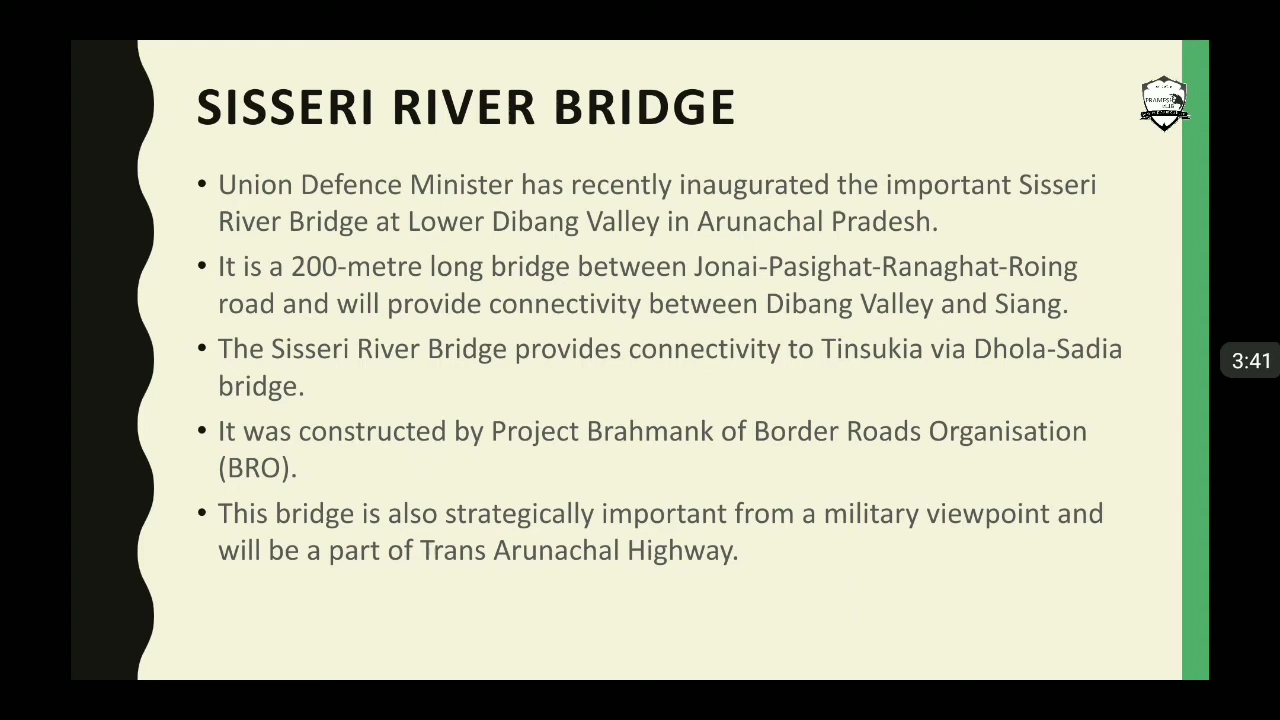 SISSERI RIVER BRIDGE
• Union Defence Minister has recently inaugurated the important Sisseri
River Bridge at Lower Dibang Valley in Arunachal Pradesh.
• It is a 200-metre long bridge between Jonai-Pasighat-Ranaghat-Roing
road and will provide connectivity between Dibang Valley and Siang.
• The Sisseri River Bridge provides connectivity to Tinsukia via Dhola-Sadia
bridge.
• It was constructed by Project Brahmank of Border Roads Organisation
(BRO).
• This bridge is also strategically important from a military viewpoint and
will be a part of Trans Arunachal Highway.
3:41